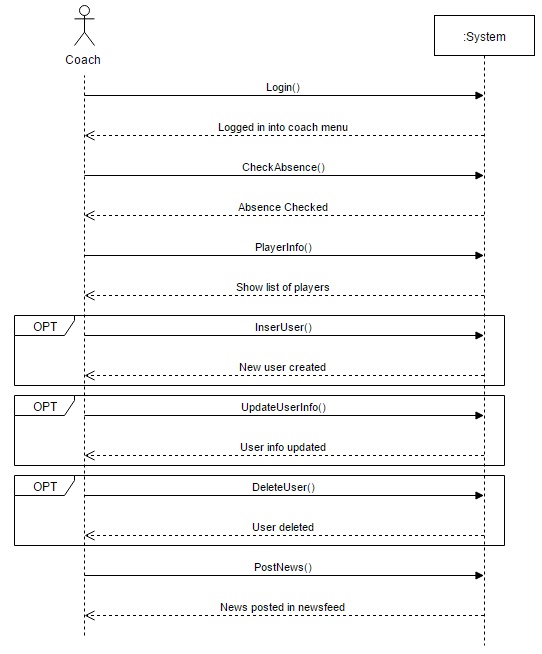 Coach
:System
Login()
Logged in into coach menu
CheckAbsence()
Absence Checked
PlayerInfo()
Show list of players
OPT
InserUser()
New user created
OPT
UpdateUserInfo()
User info updated
OPT
DeleteUser()
User deleted
PostNews()
News posted in newsfeed